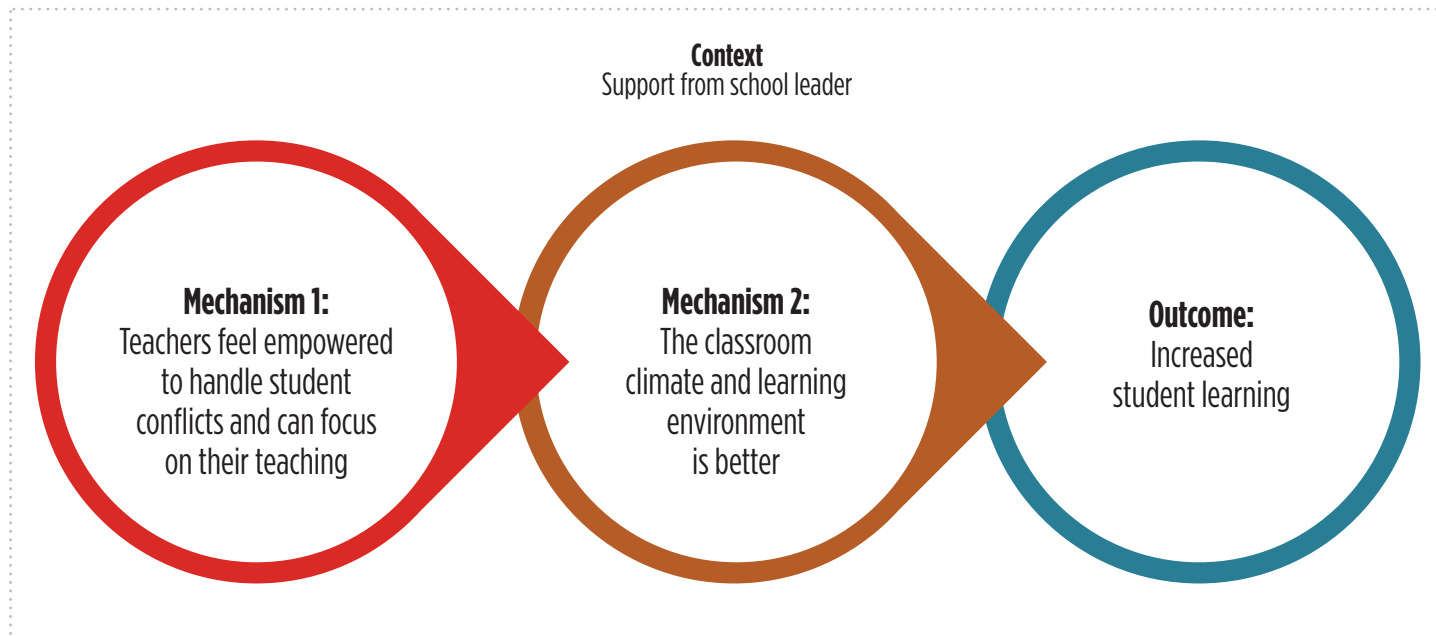 Context
Support from school leader
Mechanism 1:
Teachers feel empowered
to handle student
conflicts and can focus
on their teaching
Mechanism 2:
The classroom
climate and learning
environment
is better
Outcome:
Increased
student learning